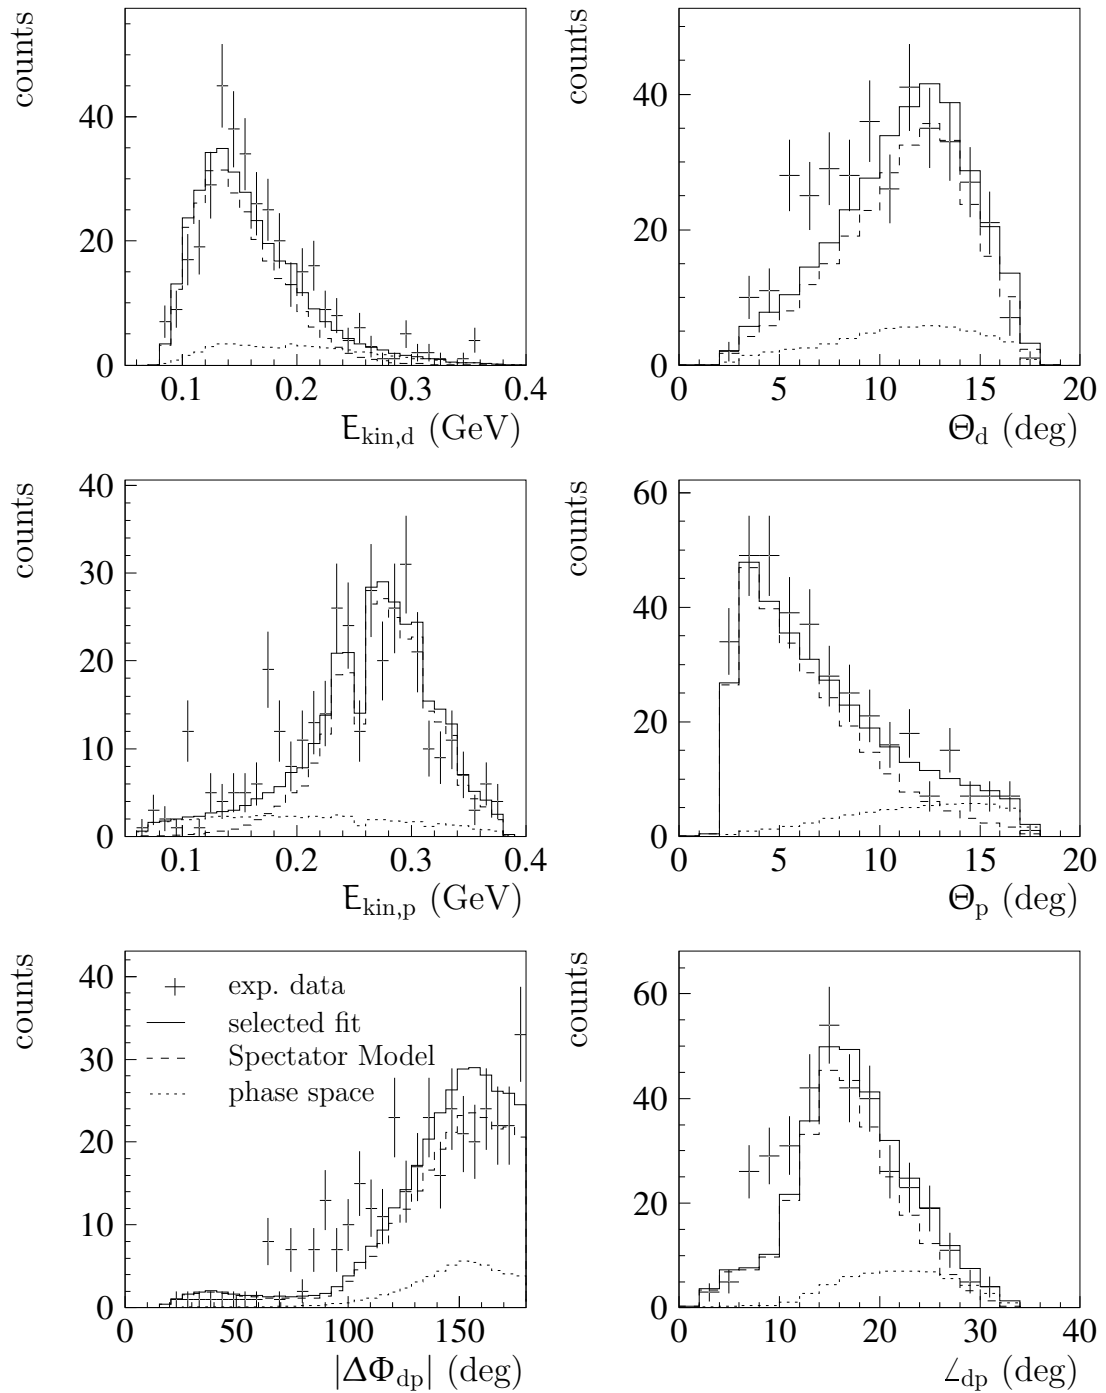 counts
40
20
0
0.1 0.2 0.3 0.4
E_kin,d (GeV)
counts
40
20
0
0 5 10 15 20
Θ_d (deg)
counts
40
30
20
10
0
0.1 0.2 0.3 0.4
E_kin,p (GeV)
counts
60
40
20
0
0 5 10 15 20
Θ_p (deg)
counts
40
30
20
10
0
exp. data
selected fit
Spectator Model
phase space
0 50 100 150
|ΔΦ_dp| (deg)
counts
60
40
20
0
0 10 20 30 40
∠_dp (deg)